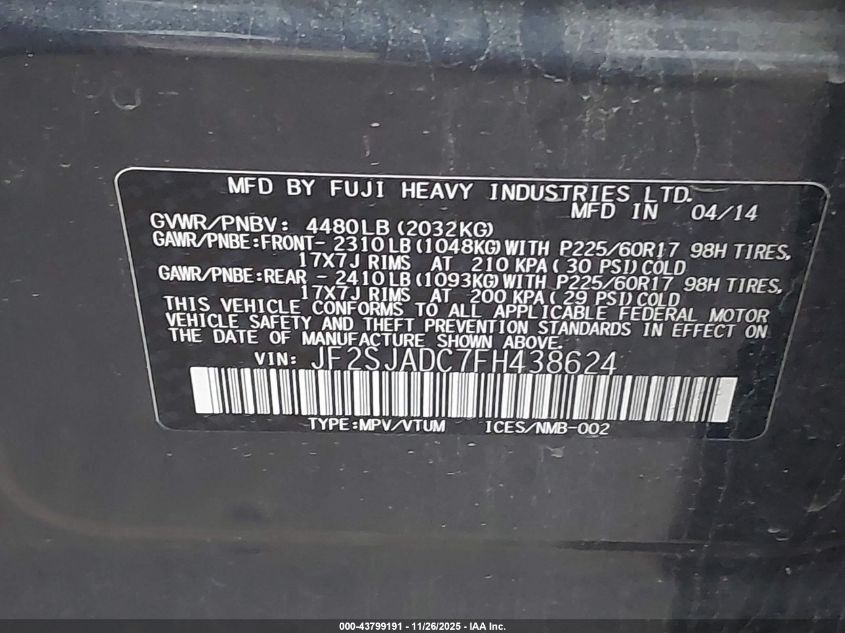 MFD BY FUJI HEAVY INDUSTRIES LTD.
MFD IN 04/14
GVWR/PNBV: 4480LB (2032KG)
GAWR/PNBE:FRONT- 2310LB(1048KG)WITH P225/60R17 98H TIRES,
17X7J RIMS AT 210 KPA(30 PSI)COLD
GAWR/PNBE:REAR - 2410LB(1093KG)WITH P225/60R17 98H TIRES,
17X7J RIMS AT 200 KPA(29 PSI)COLD
THIS VEHICLE CONFORMS TO ALL APPLICABLE FEDERAL MOTOR
VEHICLE SAFETY AND THEFT PREVENTION STANDARDS IN EFFECT ON
THE DATE OF MANUFACTURE SHOWN ABOVE.
VIN: JF2SJADC7FH438624
TYPE:MPV/VTUM ICES/NMB-002
000-43799191 - 11/26/2025 - IAA Inc.